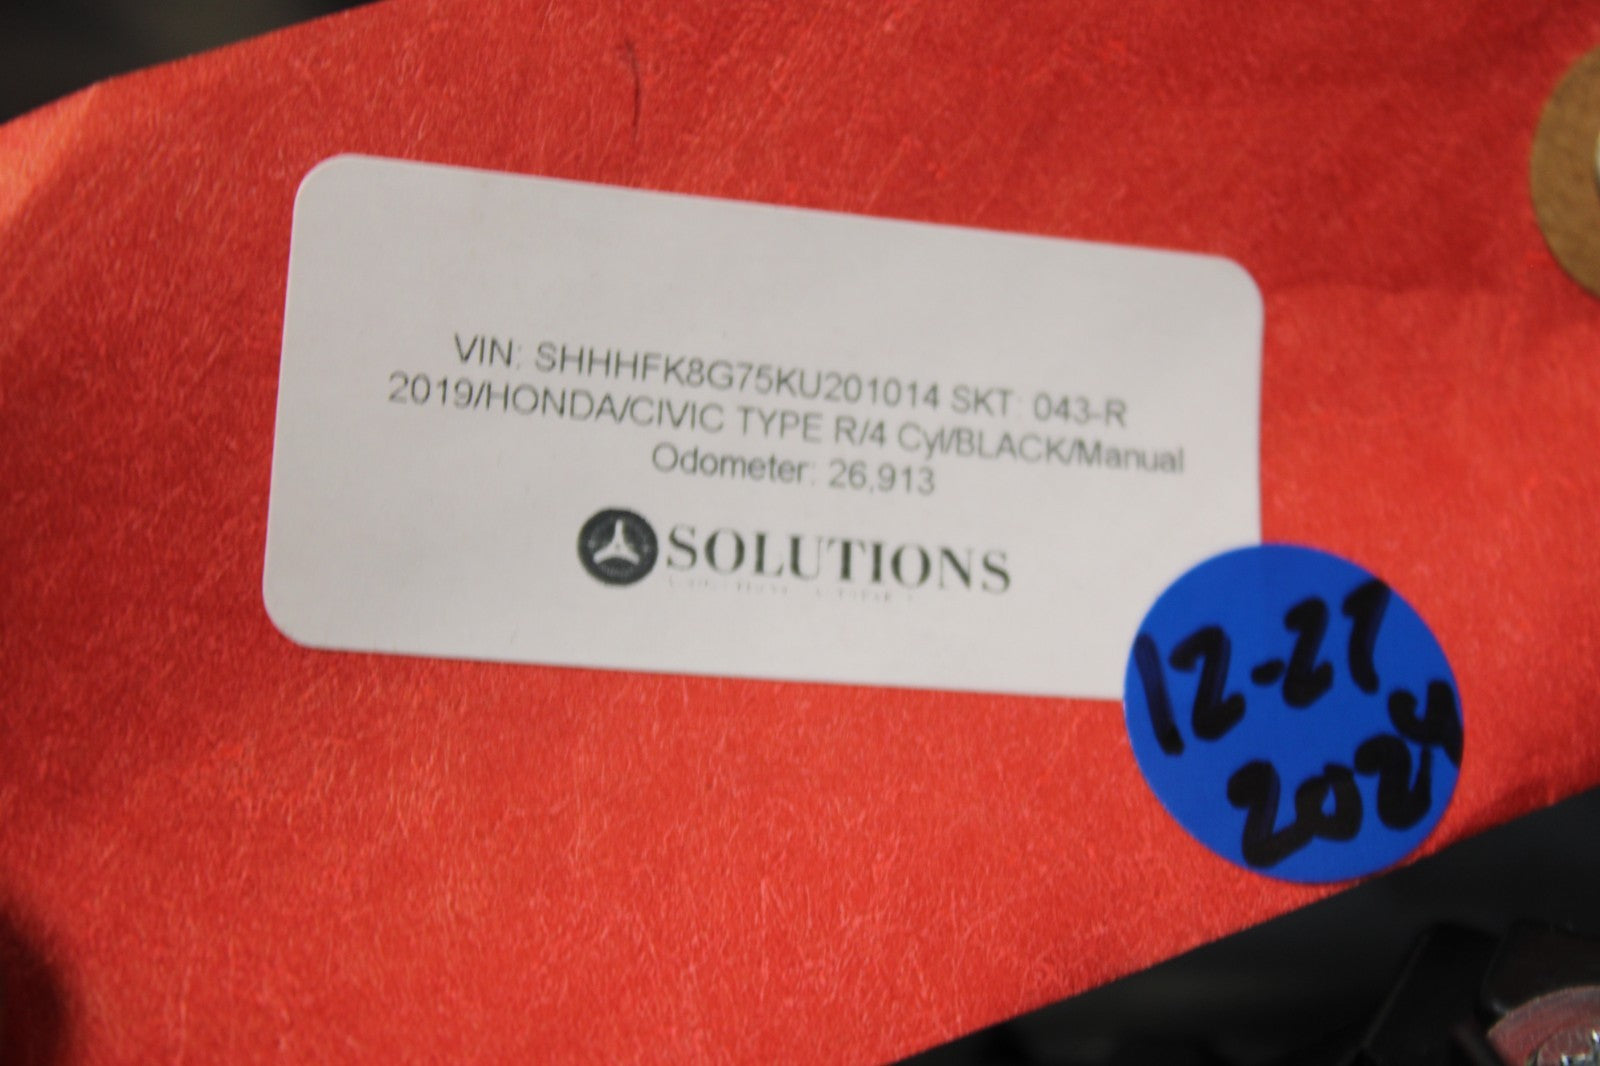 VIN: SHHHFK8G75KU201014 SKT: 043-R
2019/HONDA/CIVIC TYPE R/4 Cyl/BLACK/Manual
Odometer: 26,913
SOLUTIONS
12-27
2024